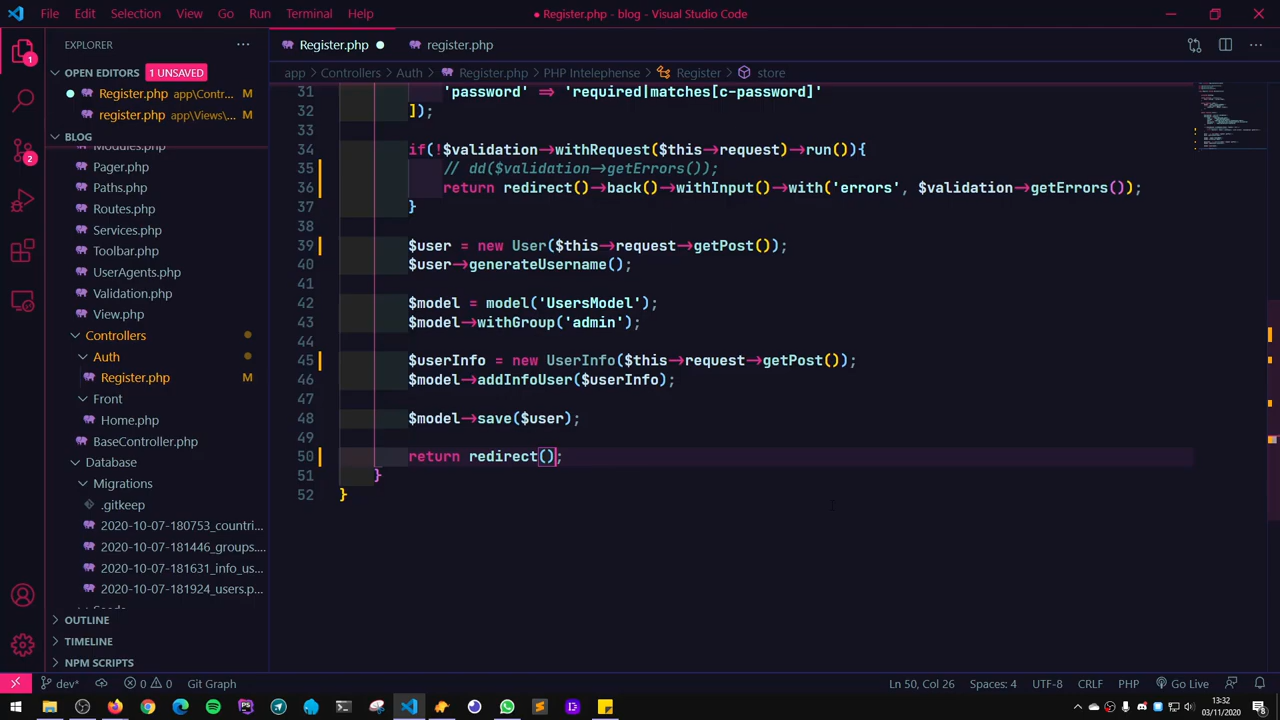 File Edit Selection View Go Run Terminal Help
● Register.php - blog - Visual Studio Code
EXPLORER ...
Register.php
register.php
OPEN EDITORS 1 UNSAVED
app > Controllers > Auth > Register.php > PHP Intelephense > Register > store
Register.php app\Contr... M
register.php app\Views\... M
BLOG
Pager.php
Paths.php
Routes.php
Services.php
Toolbar.php
UserAgents.php
Validation.php
View.php
Controllers
Auth
Register.php M
Front
Home.php
BaseController.php
Database
Migrations
.gitkeep
2020-10-07-180753_countri...
2020-10-07-181446_groups....
2020-10-07-181631_info_us...
2020-10-07-181924_users.p...
OUTLINE
TIMELINE
NPM SCRIPTS
31 'password' => 'required|matches[c-password]'
32 ]);
33
34 if(!$validation->withRequest($this->request)->run()){
35 // dd($validation->getErrors());
36 return redirect()->back()->withInput()->with('errors', $validation->getErrors());
37 }
38
39 $user = new User($this->request->getPost());
40 $user->generateUsername();
41
42 $model = model('UsersModel');
43 $model->withGroup('admin');
44
45 $userInfo = new UserInfo($this->request->getPost());
46 $model->addInfoUser($userInfo);
47
48 $model->save($user);
49
50 return redirect();
51 }
52 }
1
2
dev* 0 0 Git Graph
Ln 50, Col 26 Spaces: 4 UTF-8 CRLF PHP Go Live
13:32
03/11/2020